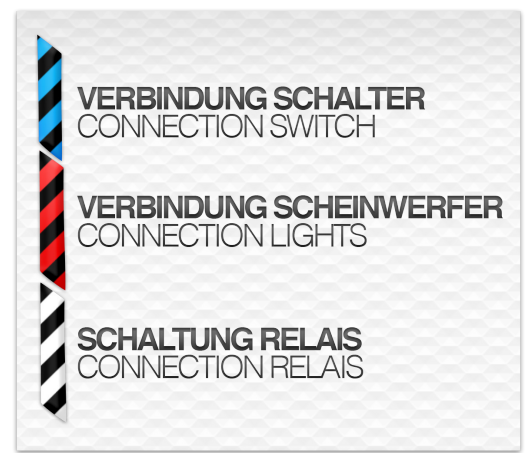 VERBINDUNG SCHALTER
CONNECTION SWITCH
VERBINDUNG SCHEINWERFER
CONNECTION LIGHTS
SCHALTUNG RELAIS
CONNECTION RELAIS